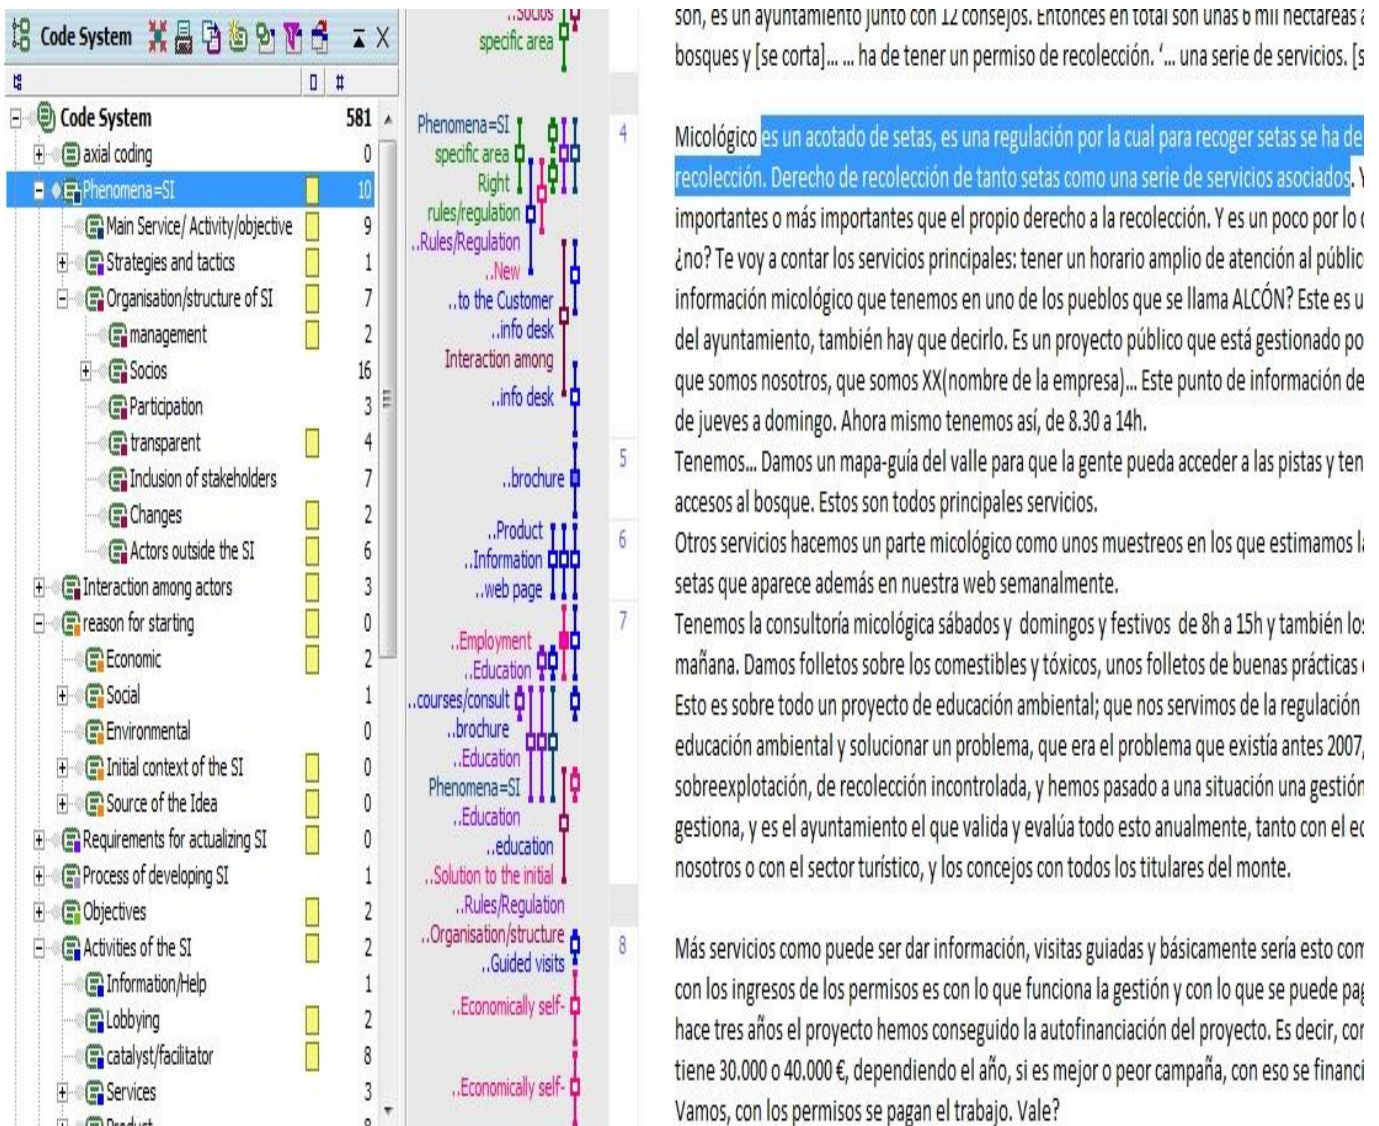 Code System
Code System 581
axial coding 0
Phenomena=SI 10
Main Service/ Activity/objective 9
Strategies and tactics 1
Organisation/structure of SI 7
management 2
Socios 16
Participation 3
transparent 4
Inclusion of stakeholders 7
Changes 2
Actors outside the SI 6
Interaction among actors 3
reason for starting 0
Economic 2
Social 1
Environmental 0
Initial context of the SI 0
Source of the Idea 0
Requirements for actualizing SI 0
Process of developing SI 1
Objectives 2
Activities of the SI 2
Information/Help 1
Lobbying 2
catalyst/facilitator 8
Services 3
Product 8
..Socios
specific area
Phenomena=SI
specific area
Right
rules/regulation
..Rules/Regulation
..New
..to the Customer
..info desk
Interaction among
..info desk
..brochure
..Product
..Information
..web page
..Employment
..Education
..courses/consult
..brochure
..Education
Phenomena=SI
..Education
..education
..Solution to the initial
..Rules/Regulation
..Organisation/structure
..Guided visits
..Economically self-
..Economically self-
4
5
6
7
8
son, es un ayuntamiento junto con 12 consejos. Entonces en total son unas 6 mil hectáreas
bosques y [se corta]... ... ha de tener un permiso de recolección. ‘... una serie de servicios. [s
Micológico es un acotado de setas, es una regulación por la cual para recoger setas se ha de
recolección. Derecho de recolección de tanto setas como una serie de servicios asociados. Y
importantes o más importantes que el propio derecho a la recolección. Y es un poco por lo
¿no? Te voy a contar los servicios principales: tener un horario amplio de atención al públic
información micológico que tenemos en uno de los pueblos que se llama ALCÓN? Este es u
del ayuntamiento, también hay que decirlo. Es un proyecto público que está gestionado po
que somos nosotros, que somos XX(nombre de la empresa)... Este punto de información de
de jueves a domingo. Ahora mismo tenemos así, de 8.30 a 14h.
Tenemos... Damos un mapa-guía del valle para que la gente pueda acceder a las pistas y ten
accesos al bosque. Estos son todos principales servicios.
Otros servicios hacemos un parte micológico como unos muestreos en los que estimamos
setas que aparece además en nuestra web semanalmente.
Tenemos la consultoría micológica sábados y domingos y festivos de 8h a 15h y también los
mañana. Damos folletos sobre los comestibles y tóxicos, unos folletos de buenas prácticas
Esto es sobre todo un proyecto de educación ambiental; que nos servimos de la regulación
educación ambiental y solucionar un problema, que era el problema que existía antes 2007,
sobreexplotación, de recolección incontrolada, y hemos pasado a una situación una gestión
gestiona, y es el ayuntamiento el que valida y evalúa todo esto anualmente, tanto con el
nosotros o con el sector turístico, y los concejos con todos los titulares del monte.
Más servicios como puede ser dar información, visitas guiadas y básicamente sería esto com
con los ingresos de los permisos es con lo que funciona la gestión y con lo que se puede pag
hace tres años el proyecto hemos conseguido la autofinanciación del proyecto. Es decir, con
tiene 30.000 o 40.000 €, dependiendo el año, si es mejor o peor campaña, con eso se financi
Vamos, con los permisos se pagan el trabajo. Vale?